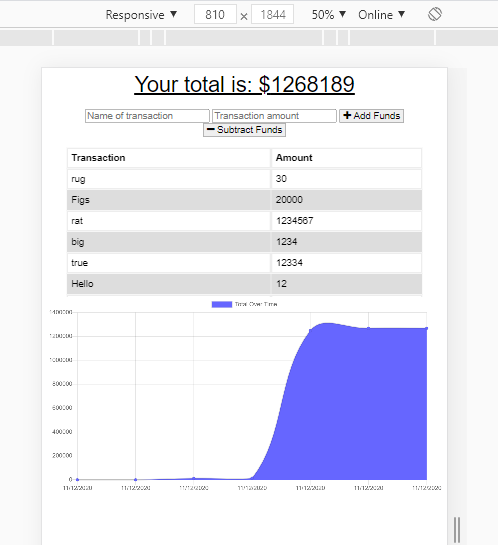 Responsive ▼ 810 × 1844 50% ▼ Online ▼
Your total is: $1268189
Name of transaction Transaction amount + Add Funds
− Subtract Funds
Transaction Amount
rug 30
Figs 20000
rat 1234567
big 1234
true 12334
Hello 12
Total Over Time
1400000
1200000
1000000
800000
600000
400000
200000
0
11/12/2020 11/12/2020 11/12/2020 11/12/2020 11/12/2020 11/12/2020 11/12/2020